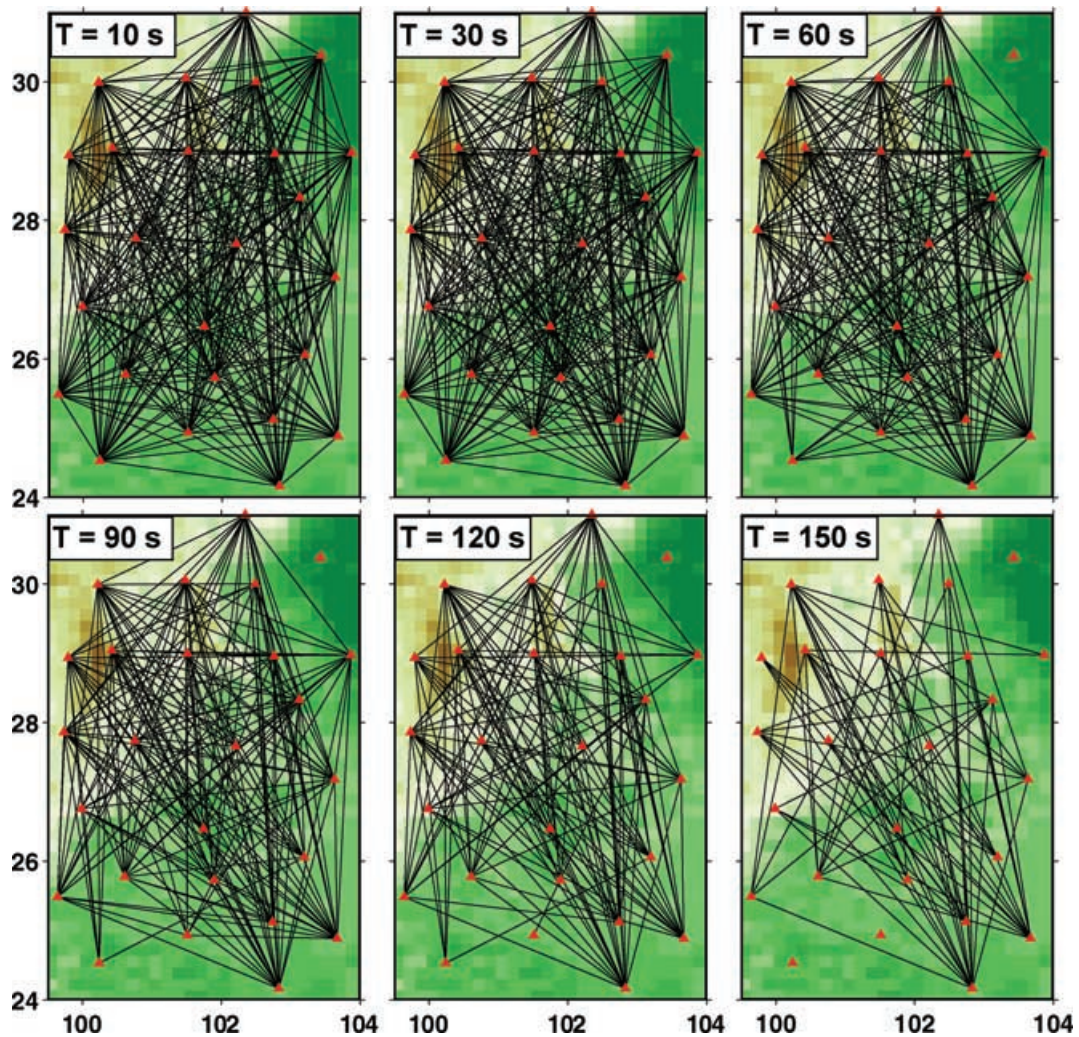 T = 10 s
T = 30 s
T = 60 s
30
28
26
24
T = 90 s
T = 120 s
T = 150 s
30
28
26
24
100 102 104
100 102 104
100 102 104